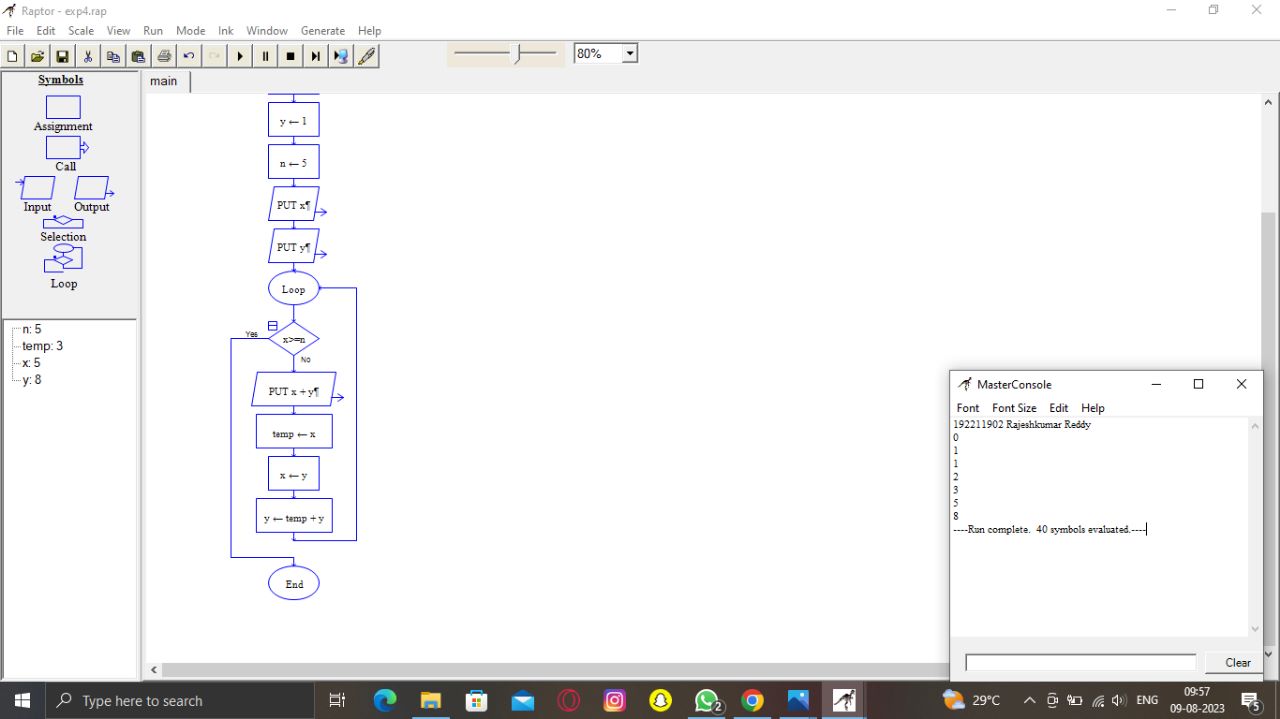 Raptor - exp4.rap
File Edit Scale View Run Mode Ink Window Generate Help
80%
Symbols
Assignment
Call
Input Output
Selection
Loop
n: 5
temp: 3
x: 5
y: 8
main
y ← 1
n ← 5
PUT x¶
PUT y¶
Loop
Yes
x>=n
No
PUT x + y¶
temp ← x
x ← y
y ← temp + y
End
MasterConsole
Font Font Size Edit Help
192211902 Rajeshkumar Reddy
0
1
1
2
3
5
8
----Run complete. 40 symbols evaluated.----
Clear
Type here to search
2
29°C
ENG
09:57
09-08-2023
5